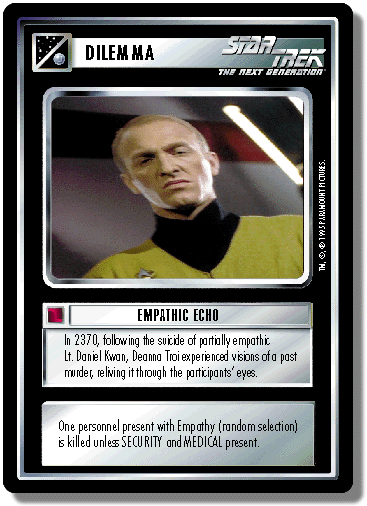 DILEMMA
STAR TREK
THE NEXT GENERATION
TM, ®, © 1995 PARAMOUNT PICTURES.
EMPATHIC ECHO
In 2370, following the suicide of partially empathic
Lt. Daniel Kwan, Deanna Troi experienced visions of a past
murder, reliving it through the participants' eyes.
One personnel present with Empathy (random selection)
is killed unless SECURITY and MEDICAL present.